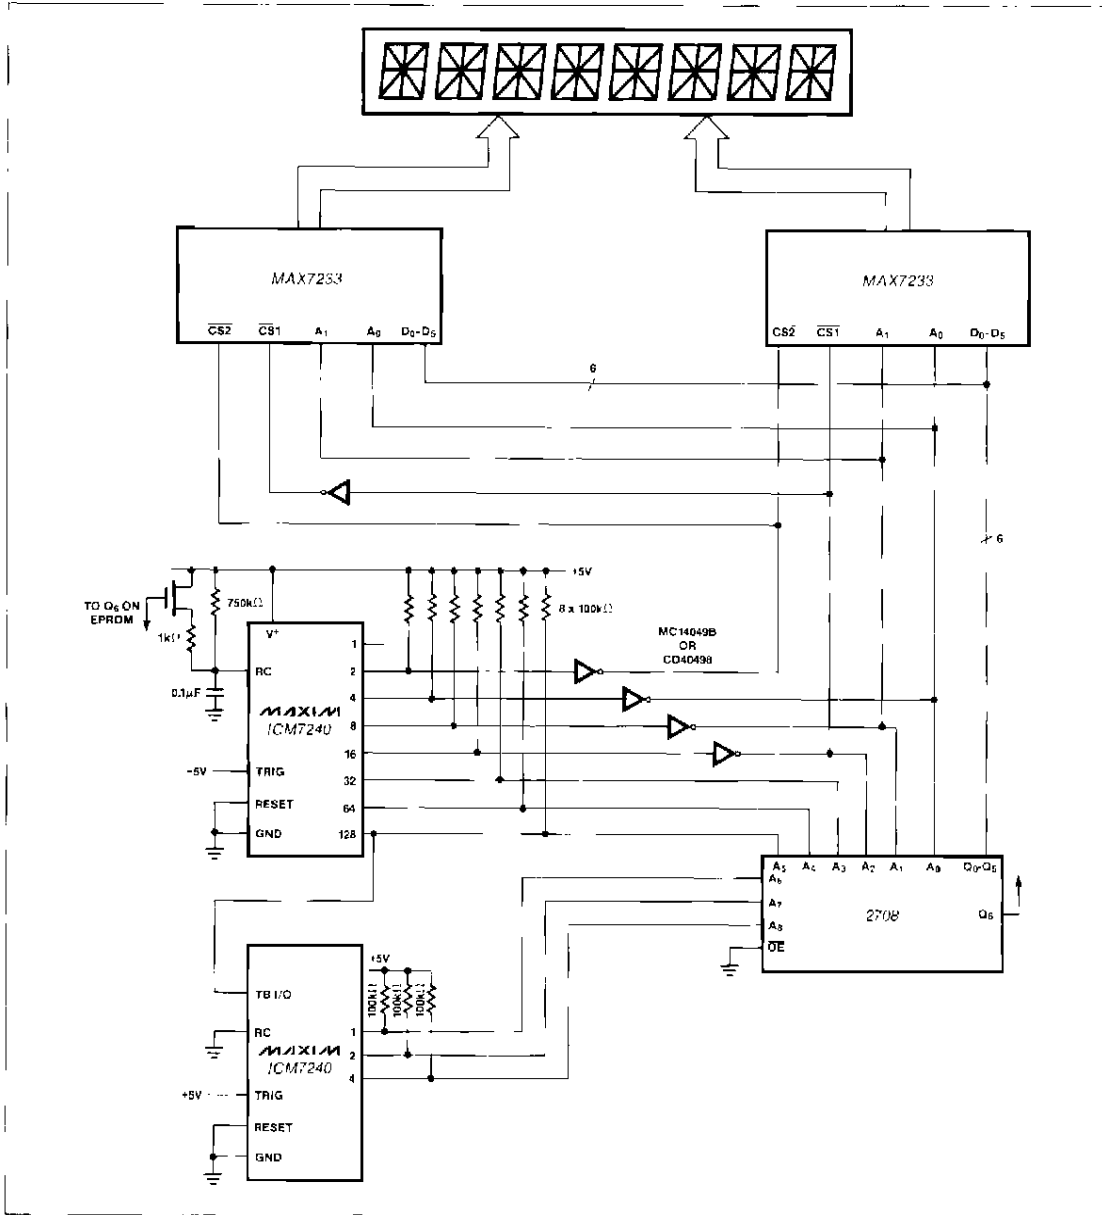 MAX7233
CS2 CS1 A1 A0 D0-D5
MAX7233
CS2 CS1 A1 A0 D0-D5
6
6
+5V
TO Q6 ON
EPROM
750kΩ
1kΩ
0.1µF
8 x 100kΩ
MC14049B
OR
CD4049B
V+
RC
MAXIM
ICM7240
TRIG
RESET
GND
1
2
4
8
16
32
64
128
-5V
A5 A4 A3 A2 A1 A0 Q0-Q5
A6
A7
A8
OE
2708
Q6
+5V
100kΩ
100kΩ
100kΩ
TB I/O
RC
MAXIM
ICM7240
TRIG
RESET
GND
1
2
4
+5V